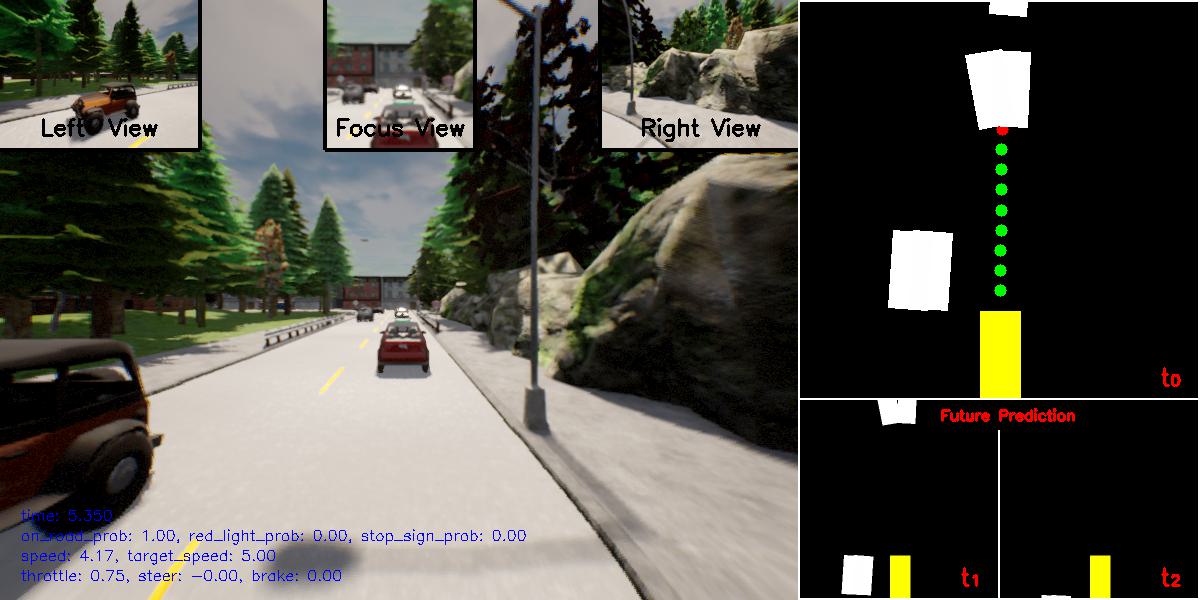 Left View
Focus View
Right View
time: 5.350
on_road_prob: 1.00, red_light_prob: 0.00, stop_sign_prob: 0.00
speed: 4.17, target_speed: 5.00
throttle: 0.75, steer: −0.00, brake: 0.00
t0
Future Prediction
t1
t2